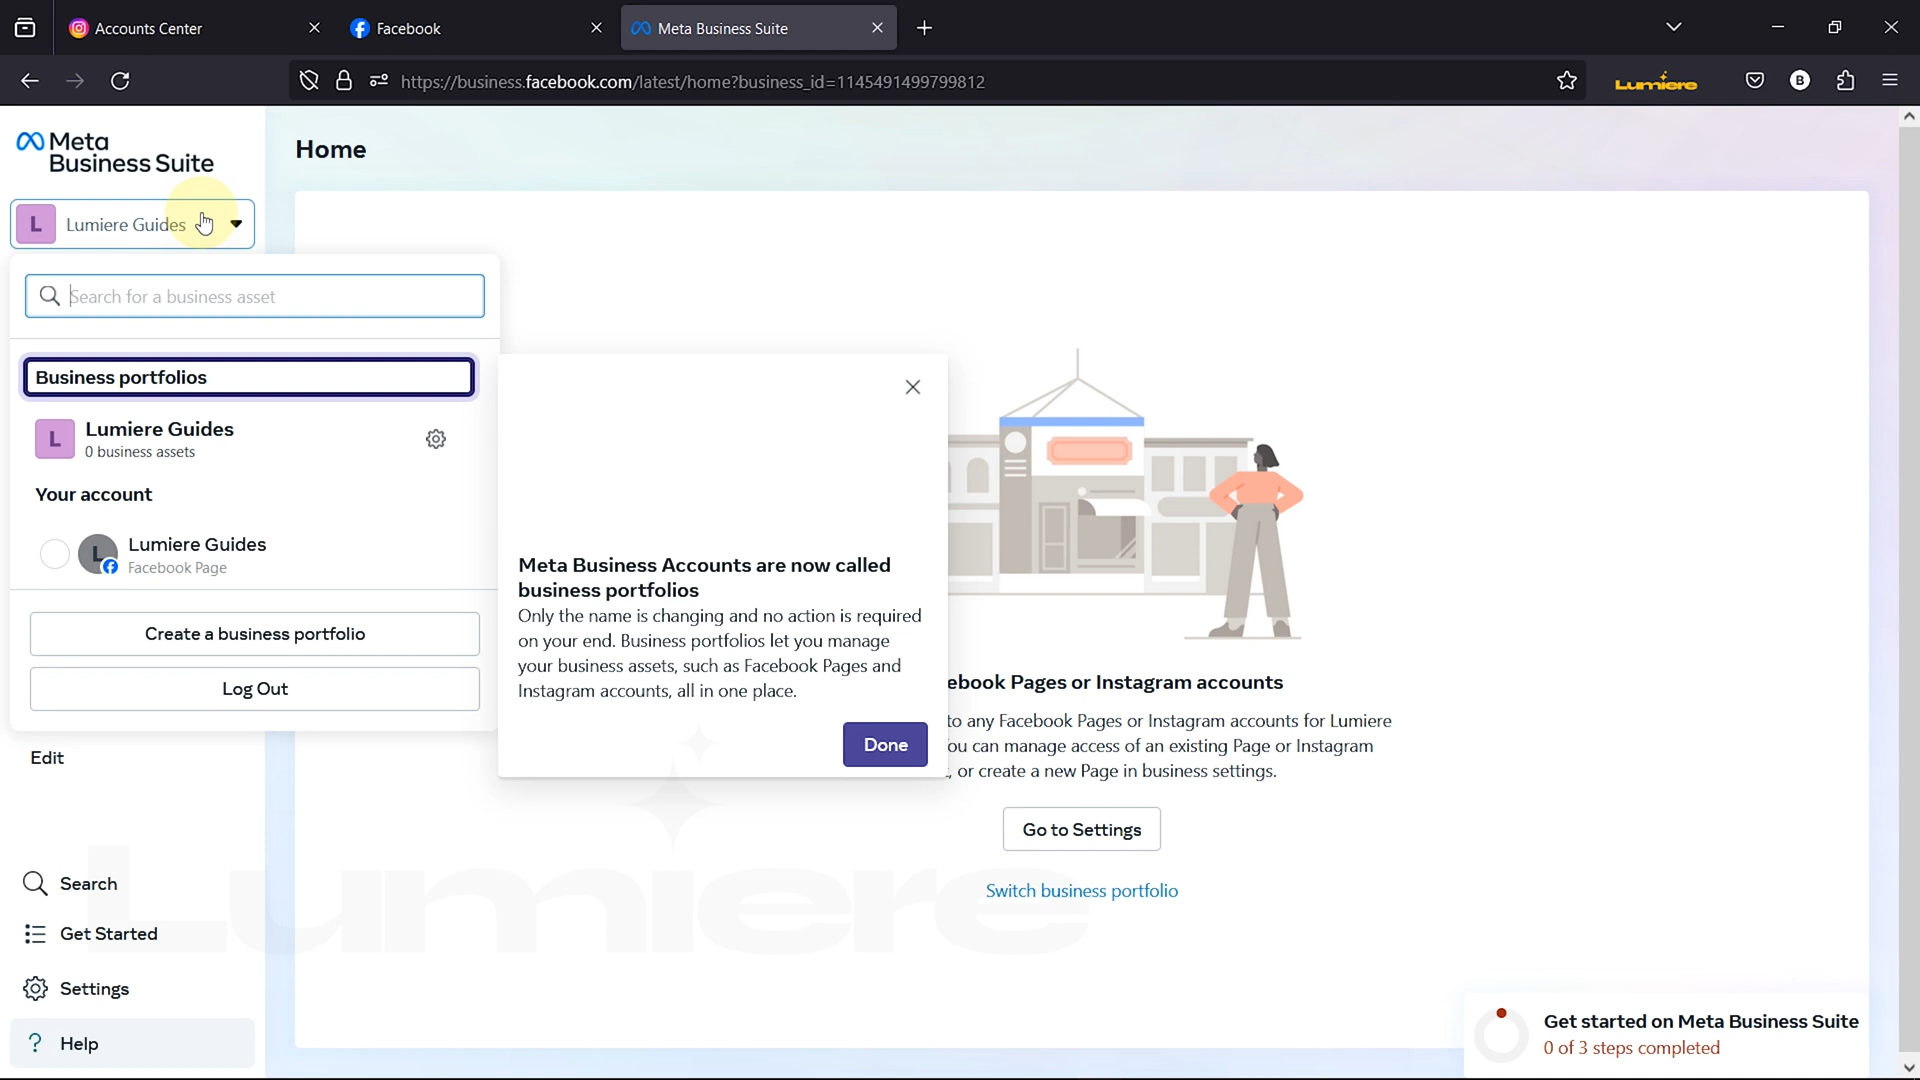 Accounts Center
Facebook
Meta Business Suite
https://business.facebook.com/latest/home?business_id=1145491499799812
Lumiere
B
Meta
Business Suite
Home
L
Lumiere Guides
Search for a business asset
Business portfolios
L
Lumiere Guides
0 business assets
Your account
L
Lumiere Guides
Facebook Page
Create a business portfolio
Log Out
Edit
Meta Business Accounts are now called
business portfolios
Only the name is changing and no action is required
on your end. Business portfolios let you manage
your business assets, such as Facebook Pages and
Instagram accounts, all in one place.
Done
ebook Pages or Instagram accounts
to any Facebook Pages or Instagram accounts for Lumiere
ou can manage access of an existing Page or Instagram
, or create a new Page in business settings.
Go to Settings
Switch business portfolio
Search
Get Started
Settings
? Help
Lumiere
Get started on Meta Business Suite
0 of 3 steps completed